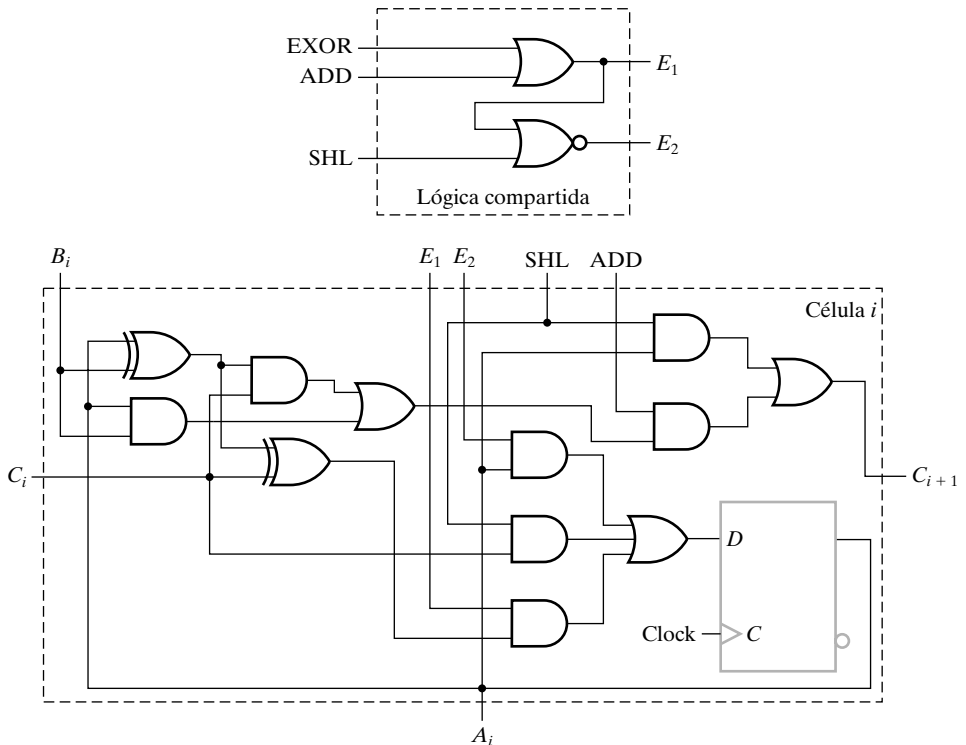 EXOR
ADD
SHL
E₁
E₂
Lógica compartida
Bᵢ
E₁
E₂
SHL
ADD
Célula i
Cᵢ
Cᵢ₊₁
D
Clock
C
Aᵢ